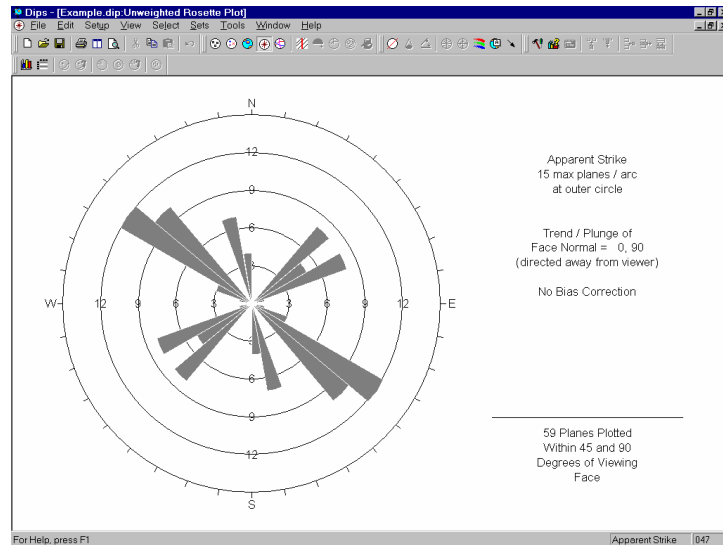 Dips - [Example.dip:Unweighted Rosette Plot]
File Edit Setup View Select Sets Tools Window Help
N
12
9
6
3
W 12 9 6 3 3 6 9 12 E
3
6
9
12
S
Apparent Strike
15 max planes / arc
at outer circle
Trend / Plunge of
Face Normal = 0, 90
(directed away from viewer)
No Bias Correction
59 Planes Plotted
Within 45 and 90
Degrees of Viewing
Face
For Help, press F1
Apparent Strike 047